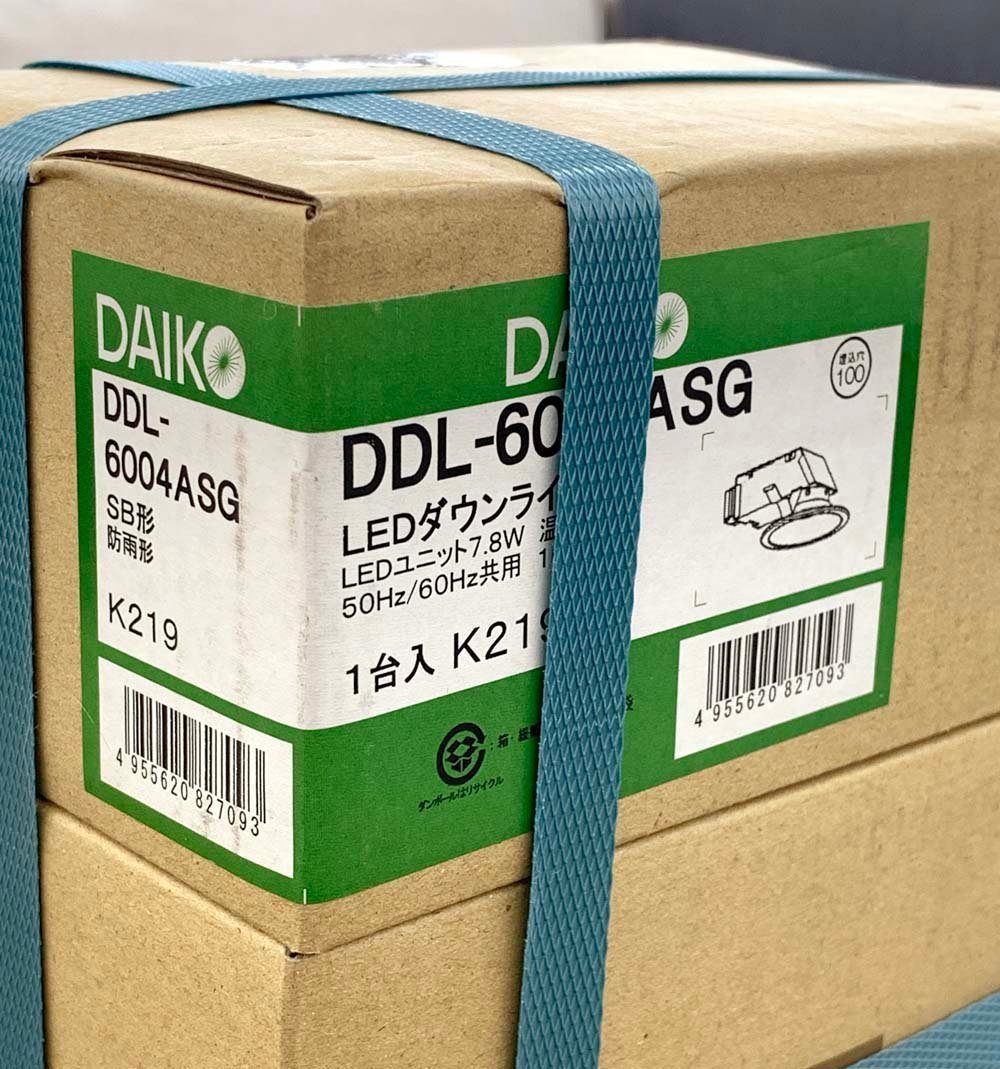 DAIKO
DDL-
6004ASG
SB形
防雨形
K219
4 955620 827093
DDL-60 ASG
LEDダウンライ
LEDユニット7.8W 温
50Hz/60Hz共用 1
1台入 K219
埋込穴
100
:箱・
ダンボールはリサイクル
4 955620 827093